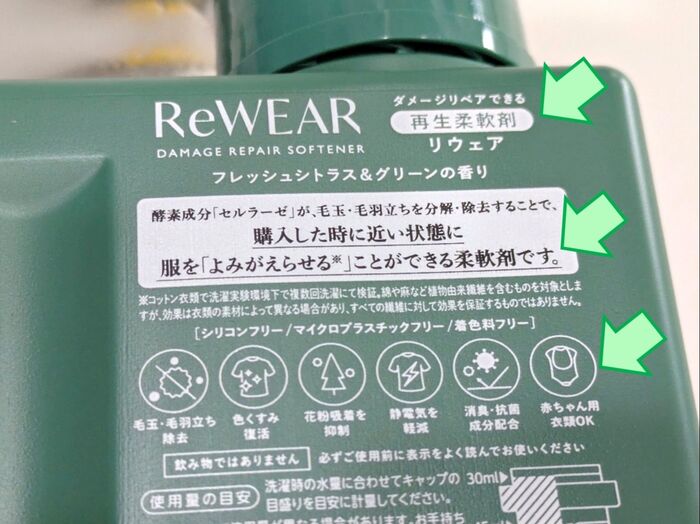 ReWEAR
DAMAGE REPAIR SOFTENER
ダメージリペアできる
再生柔軟剤
リウェア
フレッシュシトラス&グリーンの香り
酵素成分「セルラーゼ」が、毛玉・毛羽立ちを分解・除去することで、
購入した時に近い状態に
服を「よみがえらせる※」ことができる柔軟剤です。
※コットン衣類で洗濯実験環境下で複数回洗濯にて検証。綿や麻など植物由来繊維を含むものを対象としま
すが、効果は衣類の素材によって異なる場合があり、すべての繊維に対して効果を保証するものではありません。
[シリコンフリー/マイクロプラスチックフリー/着色料フリー]
毛玉・毛羽立ち
除去
色くすみ
復活
花粉吸着を
抑制
静電気を
軽減
消臭・抗菌
成分配合
赤ちゃん用
衣類OK
飲み物ではありません
必ずご使用前に表示をよく読んでお使いください
使用量の目安
洗濯時の水量に合わせてキャップの
目盛りを目安に計量してください。
30ml